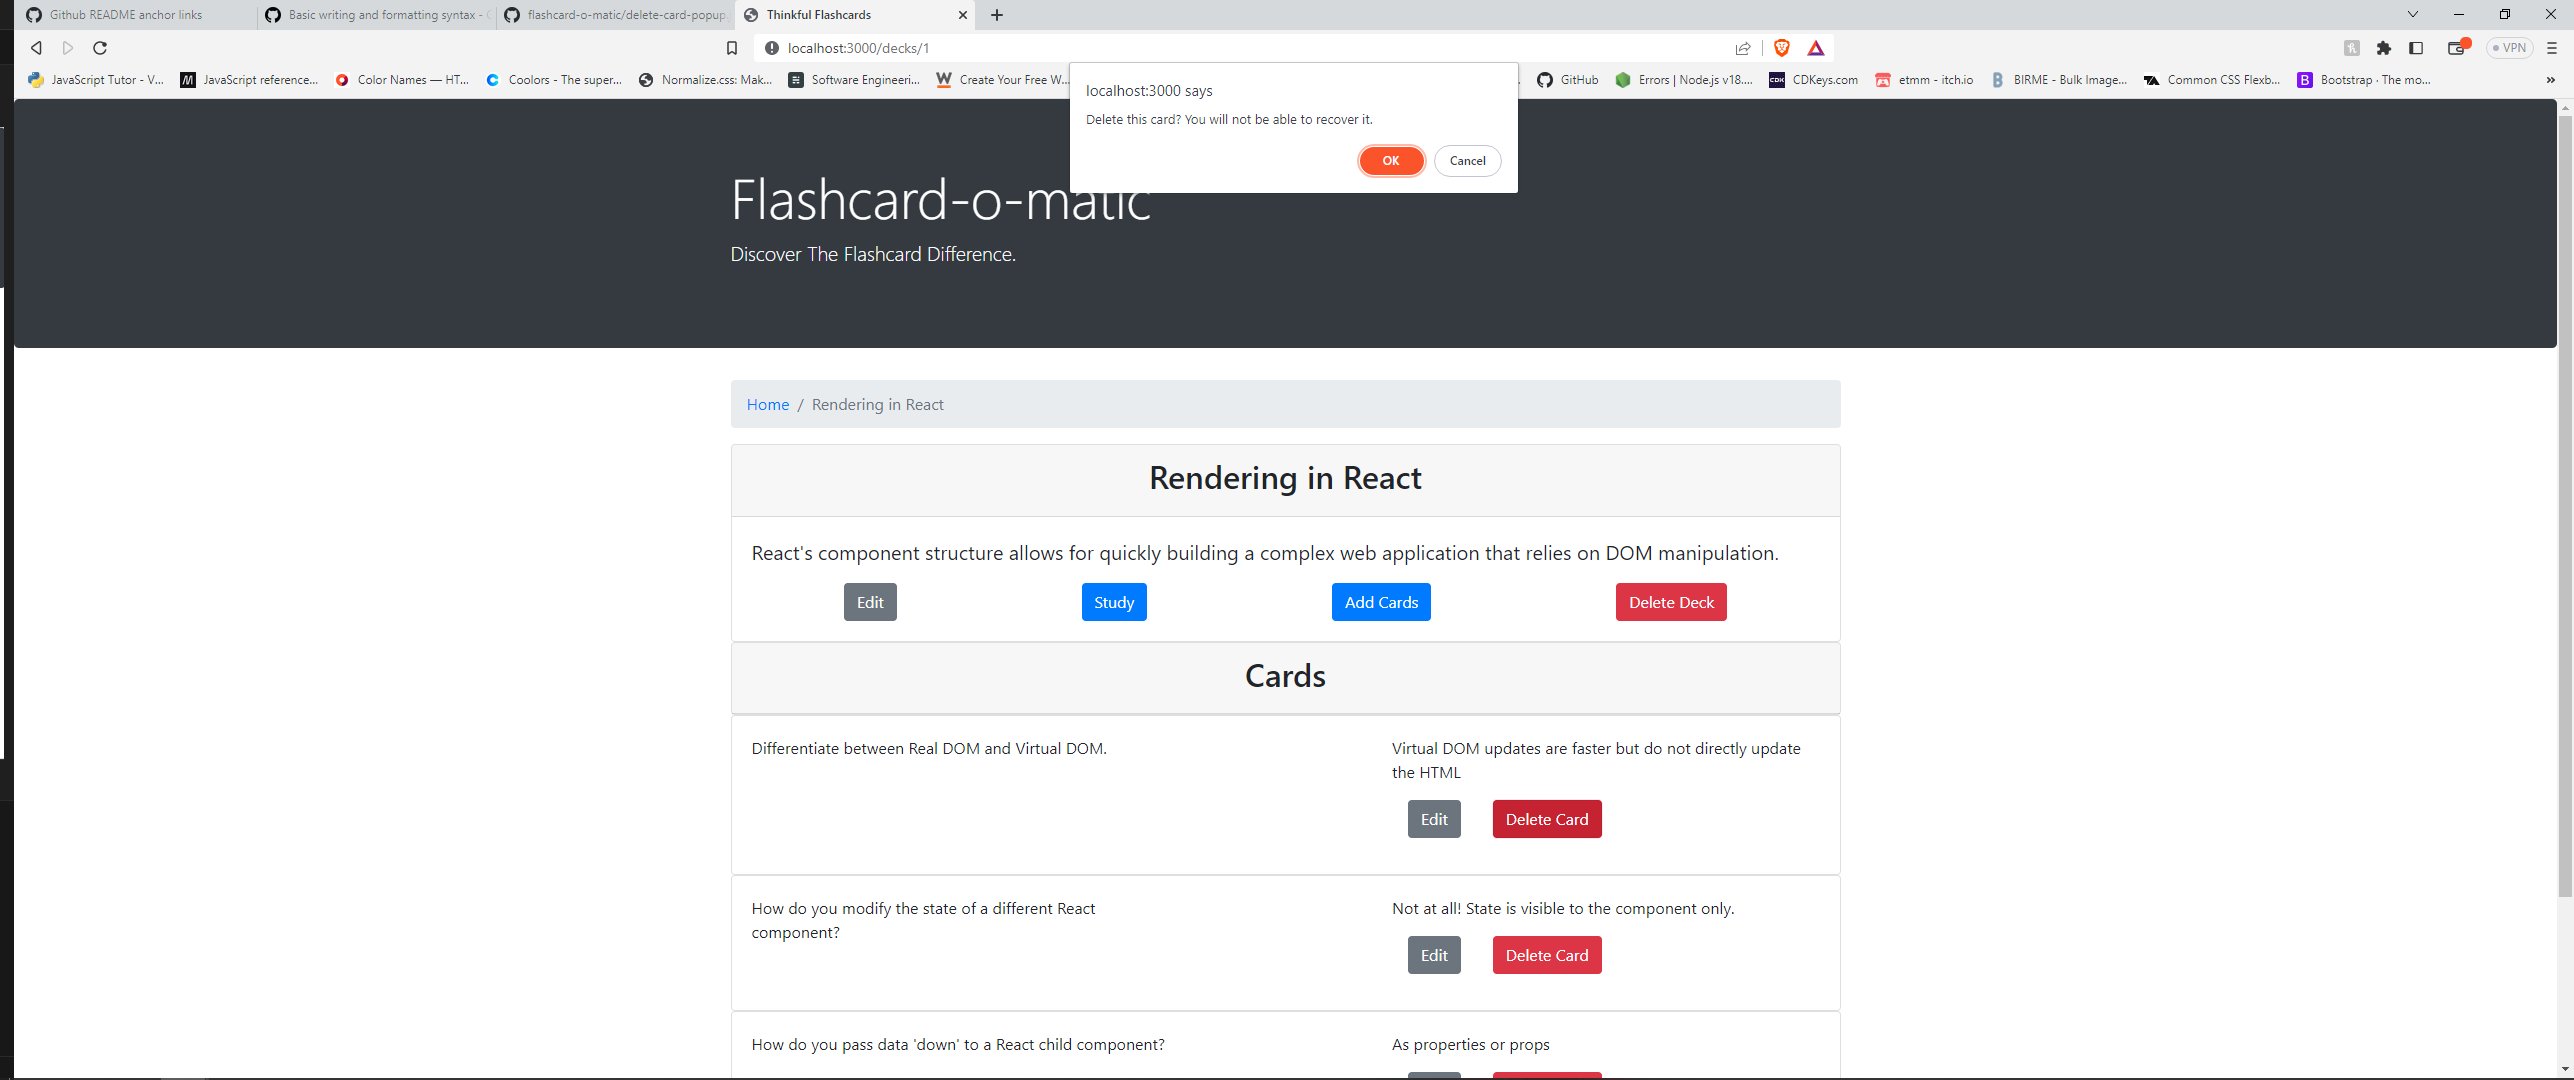 Github README anchor links
Basic writing and formatting syntax -
flashcard-o-matic/delete-card-popup
Thinkful Flashcards
localhost:3000/decks/1
VPN
JavaScript Tutor - V...
JavaScript reference...
Color Names — HT...
Coolors - The super...
Normalize.css: Mak...
Software Engineeri...
Create Your Free W...
GitHub
Errors | Node.js v18....
CDKeys.com
etmm - itch.io
BIRME - Bulk Image...
Common CSS Flexb...
Bootstrap · The mo...
localhost:3000 says
Delete this card? You will not be able to recover it.
OK
Cancel
Flashcard-o-matic
Discover The Flashcard Difference.
Home / Rendering in React
Rendering in React
React's component structure allows for quickly building a complex web application that relies on DOM manipulation.
Edit
Study
Add Cards
Delete Deck
Cards
Differentiate between Real DOM and Virtual DOM.
Virtual DOM updates are faster but do not directly update
the HTML
Edit
Delete Card
How do you modify the state of a different React
component?
Not at all! State is visible to the component only.
Edit
Delete Card
How do you pass data 'down' to a React child component?
As properties or props